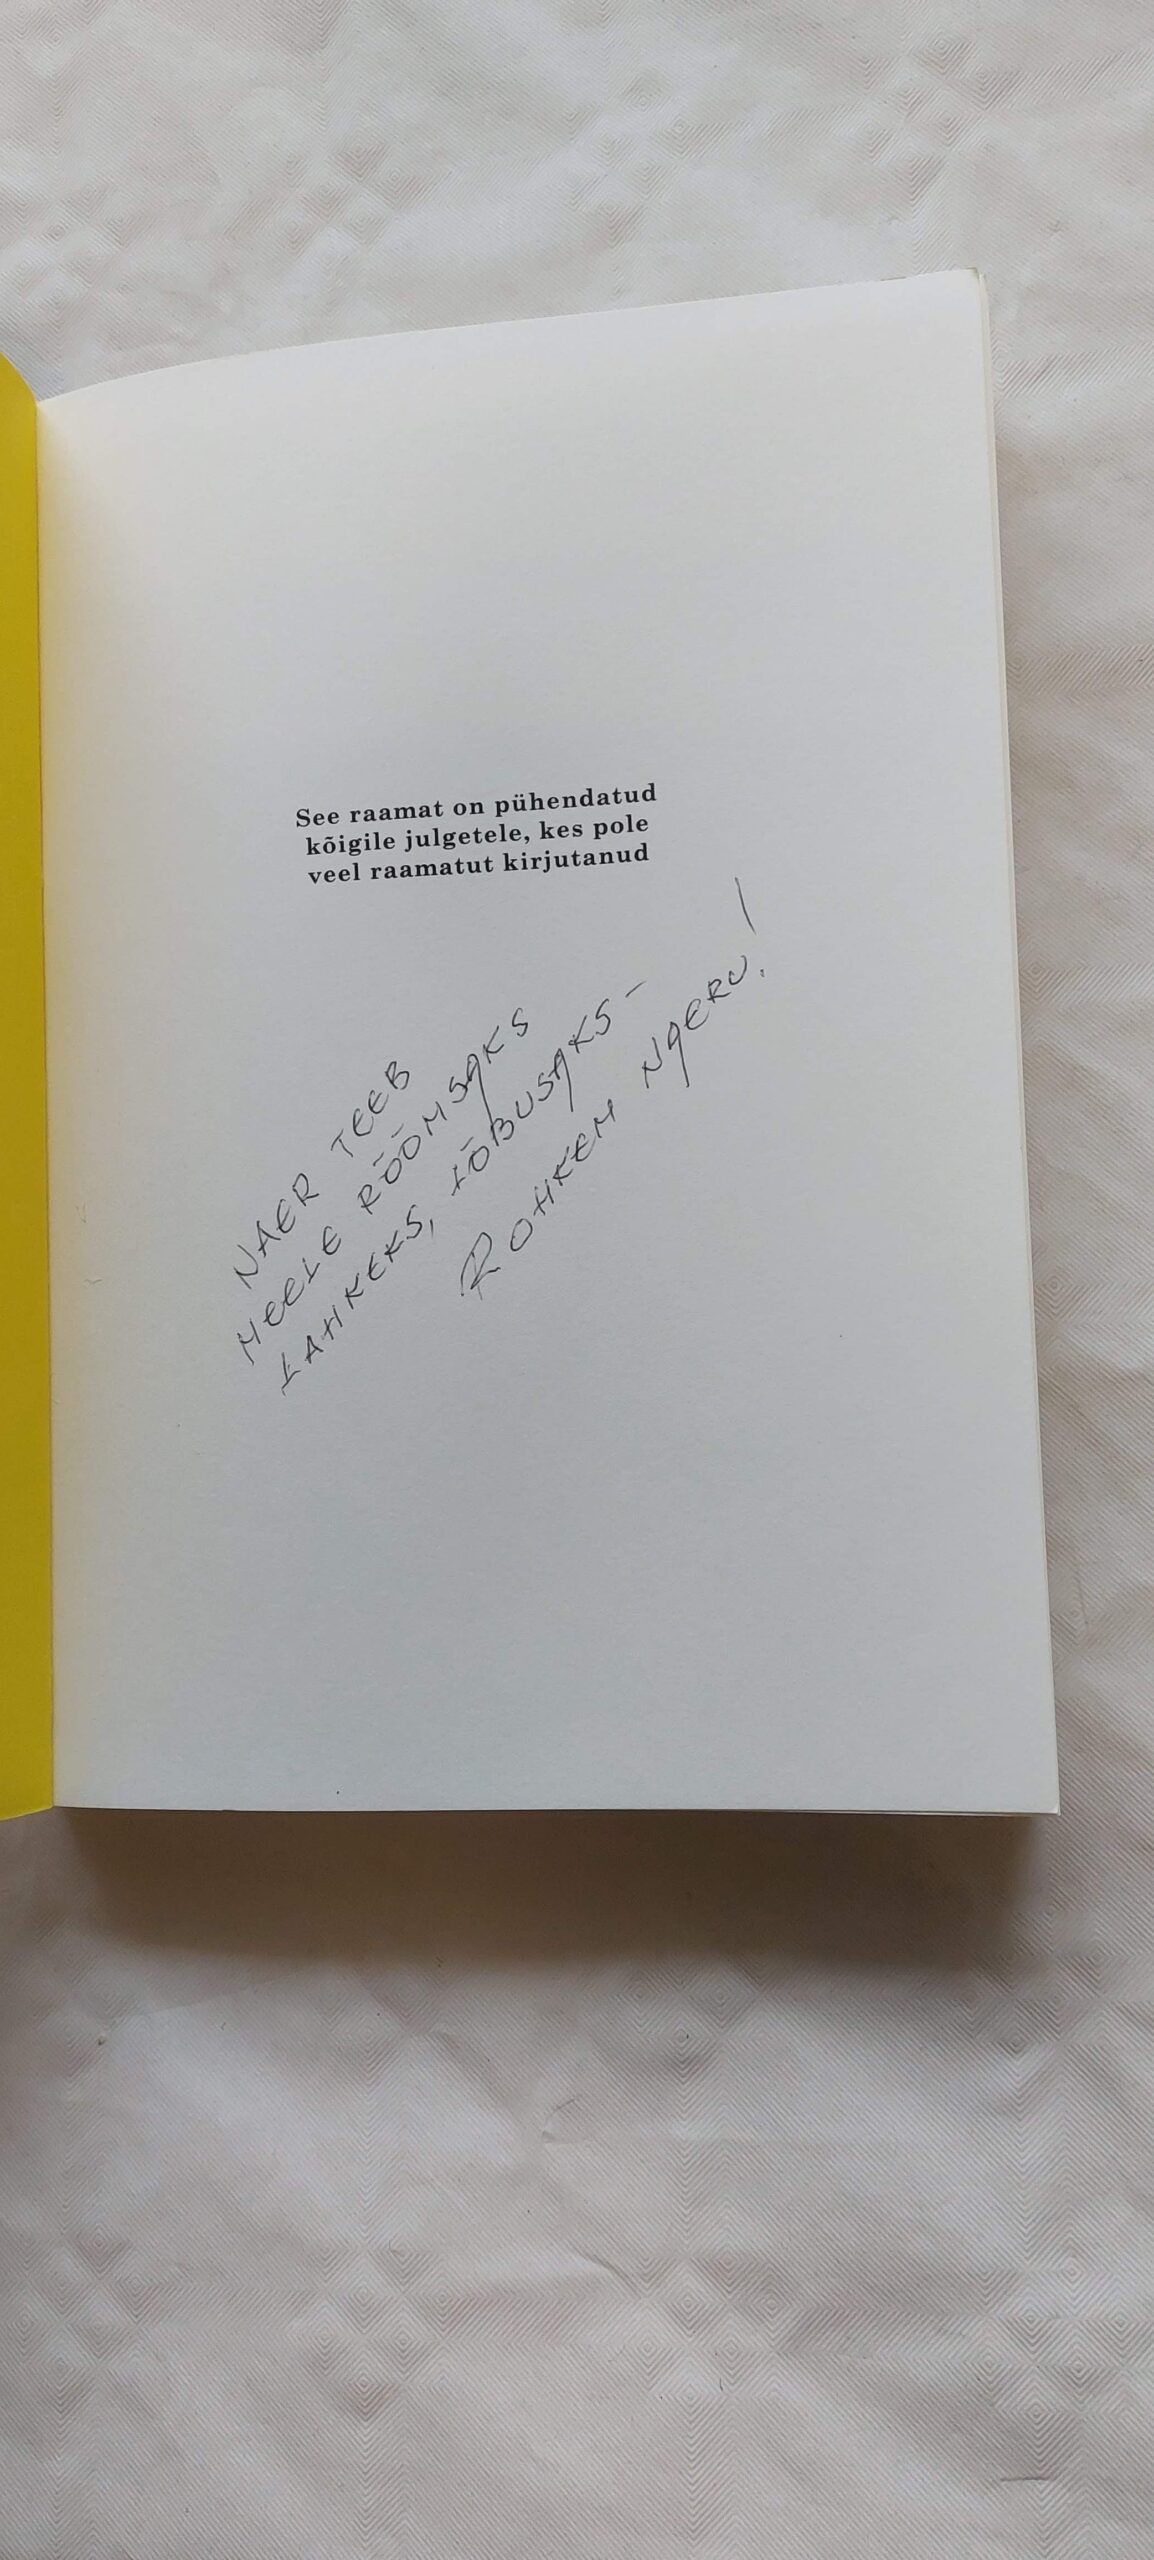 See raamat on pühendatud
kõigile julgetele, kes pole
veel raamatut kirjutanud
NAER TEEB
MEELE RÕÕMSAKS
LAHKEKS, LÕBUSAKS –
ROHKEM NAERU!